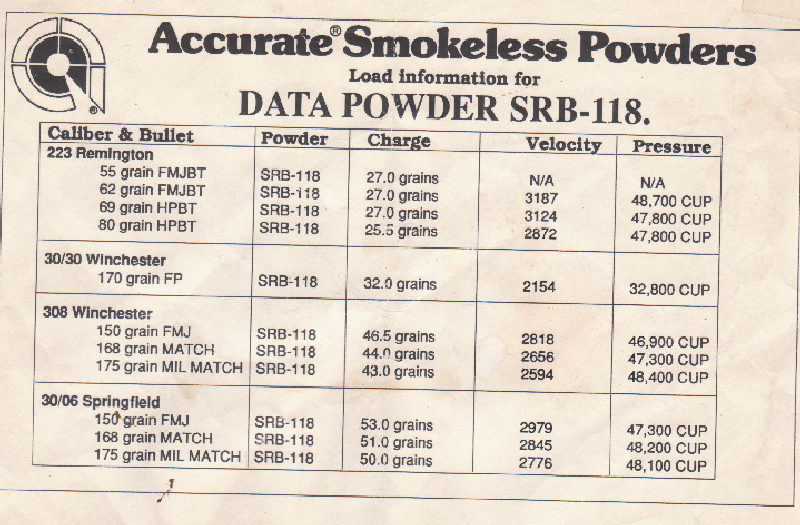 Accurate® Smokeless Powders
®
Load information for
DATA POWDER SRB-118.
Caliber & Bullet Powder Charge Velocity Pressure
223 Remington
55 grain FMJBT SRB-118 27.0 grains N/A N/A
62 grain FMJBT SRB-118 27.0 grains 3187 48,700 CUP
69 grain HPBT SRB-118 27.0 grains 3124 47,800 CUP
80 grain HPBT SRB-118 25.5 grains 2872 47,800 CUP
30/30 Winchester
170 grain FP SRB-118 32.0 grains 2154 32,800 CUP
308 Winchester
150 grain FMJ SRB-118 46.5 grains 2818 46,900 CUP
168 grain MATCH SRB-118 44.0 grains 2656 47,300 CUP
175 grain MIL MATCH SRB-118 43.0 grains 2594 48,400 CUP
30/06 Springfield
150 grain FMJ SRB-118 53.0 grains 2979 47,300 CUP
168 grain MATCH SRB-118 51.0 grains 2845 48,200 CUP
175 grain MIL MATCH SRB-118 50.0 grains 2776 48,100 CUP